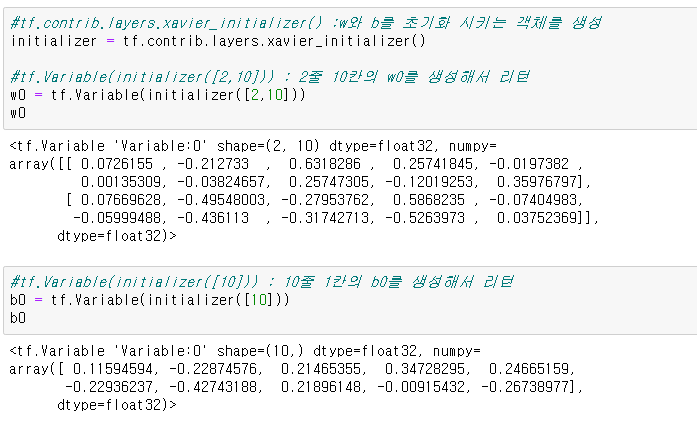 #tf.contrib.layers.xavier_initializer() :w와 b를 초기화 시키는 객체를 생성
initializer = tf.contrib.layers.xavier_initializer()
#tf.Variable(initializer([2,10])) : 2줄 10칸의 w0를 생성해서 리턴
w0 = tf.Variable(initializer([2,10]))
w0
<tf.Variable 'Variable:0' shape=(2, 10) dtype=float32, numpy=
array([[ 0.0726155 , -0.212733  ,  0.6318286 ,  0.25741845, -0.0197382 ,
0.00135309, -0.03824657,  0.25747305, -0.12019253,  0.35976797],
[ 0.07669628, -0.49548003, -0.27953762,  0.5868235 , -0.07404983,
-0.05999488, -0.436113  , -0.31742713, -0.5263973 ,  0.03752369]],
dtype=float32)>
#tf.Variable(initializer([10])) : 10줄 1칸의 b0를 생성해서 리턴
b0 = tf.Variable(initializer([10]))
b0
<tf.Variable 'Variable:0' shape=(10,) dtype=float32, numpy=
array([ 0.11594594, -0.22874576,  0.21465355,  0.34728295,  0.24665159,
-0.22936237, -0.42743188,  0.21896148, -0.00915432, -0.26738977],
dtype=float32)>